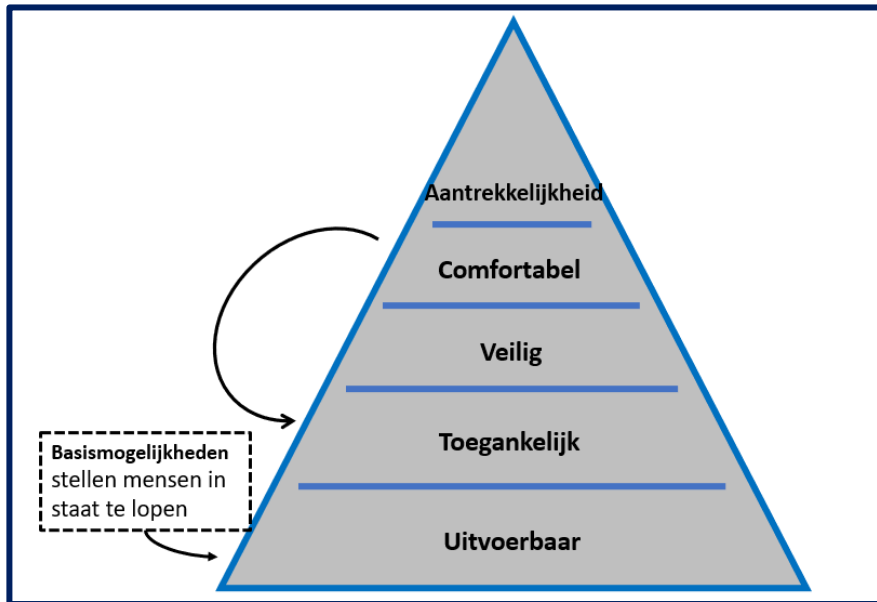 Aantrekkelijkheid
Comfortabel
Veilig
Toegankelijk
Basismogelijkheden
stellen mensen in
staat te lopen
Uitvoerbaar